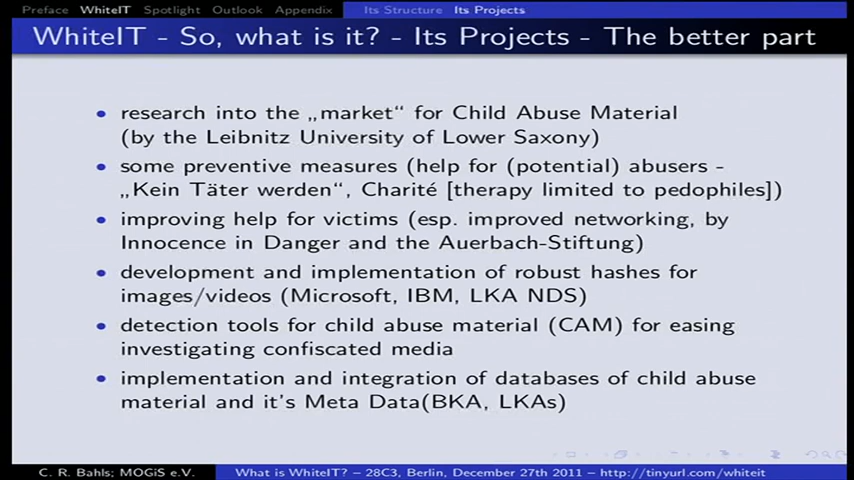 Preface WhiteIT Spotlight Outlook Appendix Its Structure Its Projects
WhiteIT - So, what is it? - Its Projects - The better part
• research into the „market“ for Child Abuse Material
(by the Leibnitz University of Lower Saxony)
• some preventive measures (help for (potential) abusers -
„Kein Täter werden“, Charité [therapy limited to pedophiles])
• improving help for victims (esp. improved networking, by
Innocence in Danger and the Auerbach-Stiftung)
• development and implementation of robust hashes for
images/videos (Microsoft, IBM, LKA NDS)
• detection tools for child abuse material (CAM) for easing
investigating confiscated media
• implementation and integration of databases of child abuse
material and it's Meta Data(BKA, LKAs)
C. R. Bahls; MOGiS e.V. What is WhiteIT? – 28C3, Berlin, December 27th 2011 – http://tinyurl.com/whiteit